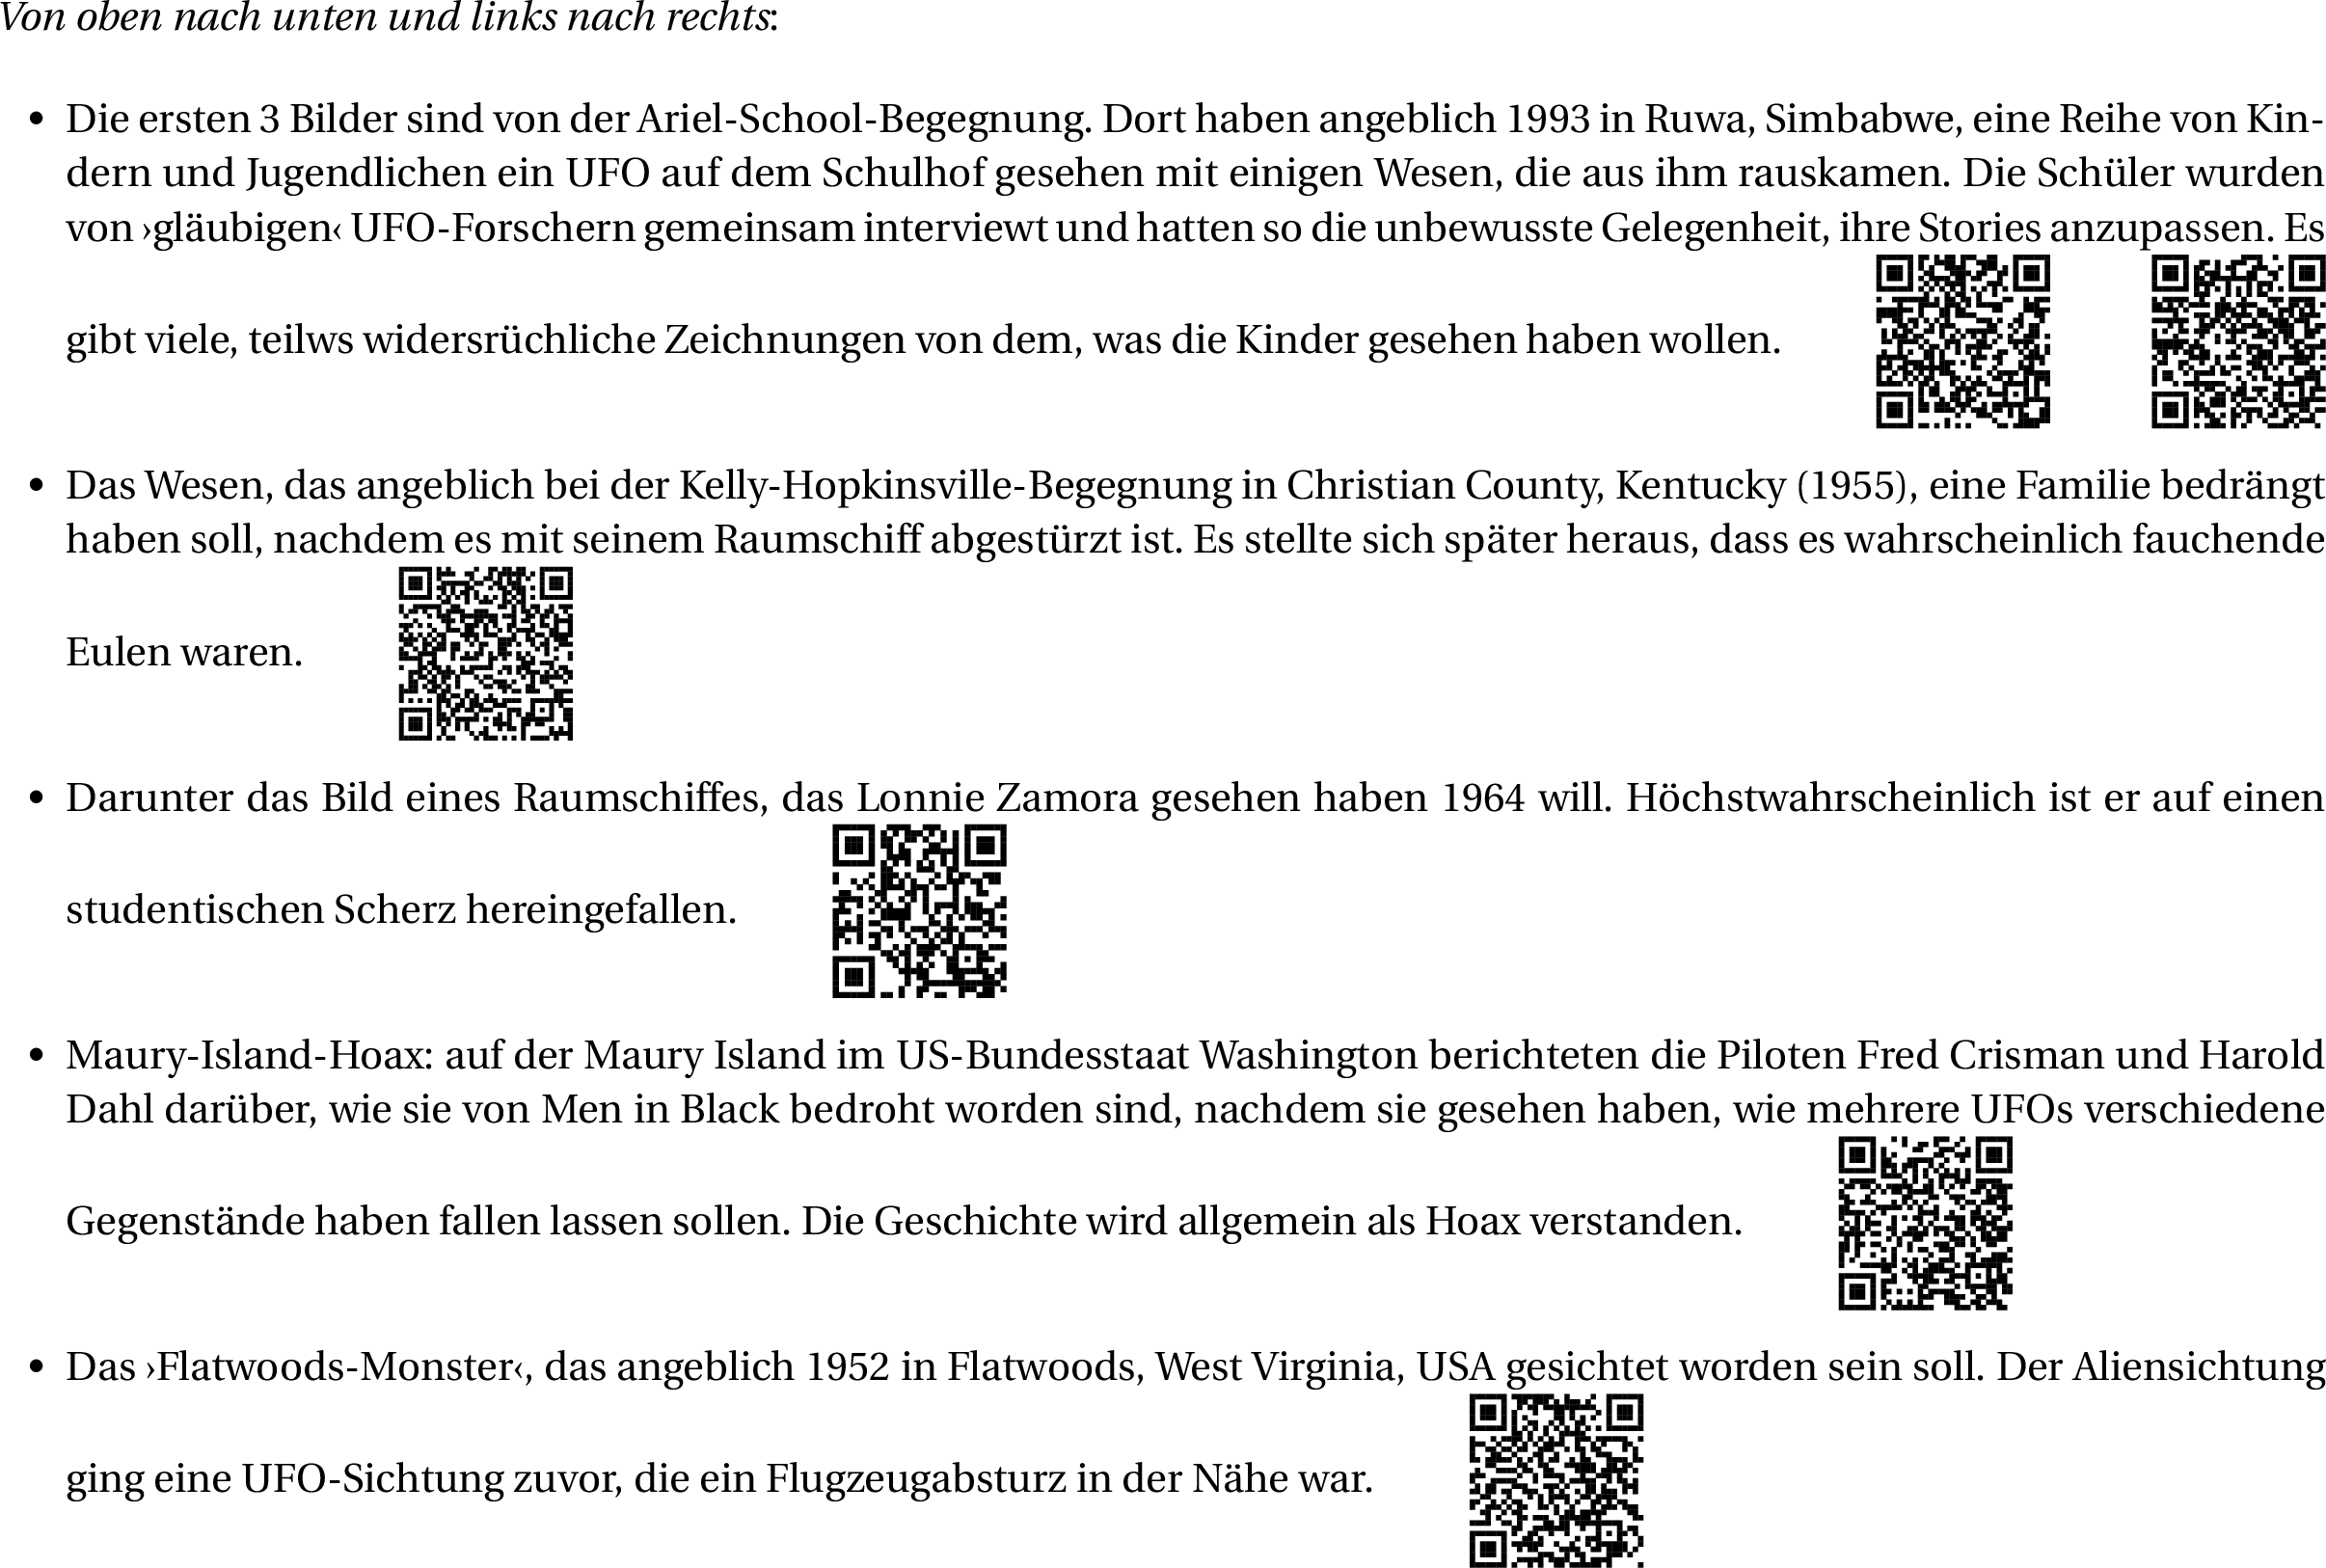 Von oben nach unten und links nach rechts:
• Die ersten 3 Bilder sind von der Ariel-School-Begegnung. Dort haben angeblich 1993 in Ruwa, Simbabwe, eine Reihe von Kin-
dern und Jugendlichen ein UFO auf dem Schulhof gesehen mit einigen Wesen, die aus ihm rauskamen. Die Schüler wurden
von ›gläubigen‹ UFO-Forschern gemeinsam interviewt und hatten so die unbewusste Gelegenheit, ihre Stories anzupassen. Es
gibt viele, teilws widersrüchliche Zeichnungen von dem, was die Kinder gesehen haben wollen.
• Das Wesen, das angeblich bei der Kelly-Hopkinsville-Begegnung in Christian County, Kentucky (1955), eine Familie bedrängt
haben soll, nachdem es mit seinem Raumschiff abgestürzt ist. Es stellte sich später heraus, dass es wahrscheinlich fauchende
Eulen waren.
• Darunter das Bild eines Raumschiffes, das Lonnie Zamora gesehen haben 1964 will. Höchstwahrscheinlich ist er auf einen
studentischen Scherz hereingefallen.
• Maury-Island-Hoax: auf der Maury Island im US-Bundesstaat Washington berichteten die Piloten Fred Crisman und Harold
Dahl darüber, wie sie von Men in Black bedroht worden sind, nachdem sie gesehen haben, wie mehrere UFOs verschiedene
Gegenstände haben fallen lassen sollen. Die Geschichte wird allgemein als Hoax verstanden.
• Das ›Flatwoods-Monster‹, das angeblich 1952 in Flatwoods, West Virginia, USA gesichtet worden sein soll. Der Aliensichtung
ging eine UFO-Sichtung zuvor, die ein Flugzeugabsturz in der Nähe war.